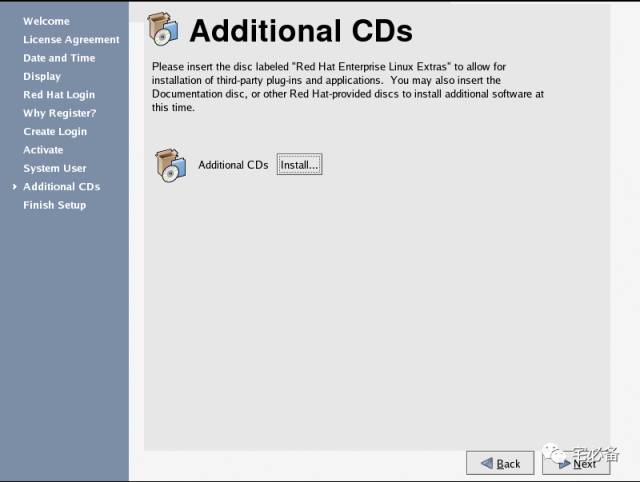 Welcome
License Agreement
Date and Time
Display
Red Hat Login
Why Register?
Create Login
Activate
System User
Additional CDs
Finish Setup
Additional CDs
Please insert the disc labeled "Red Hat Enterprise Linux Extras" to allow for
installation of third-party plug-ins and applications.  You may also insert the
Documentation disc, or other Red Hat-provided discs to install additional software at
this time.
Additional CDs
Install...
Back
Next
宅必备